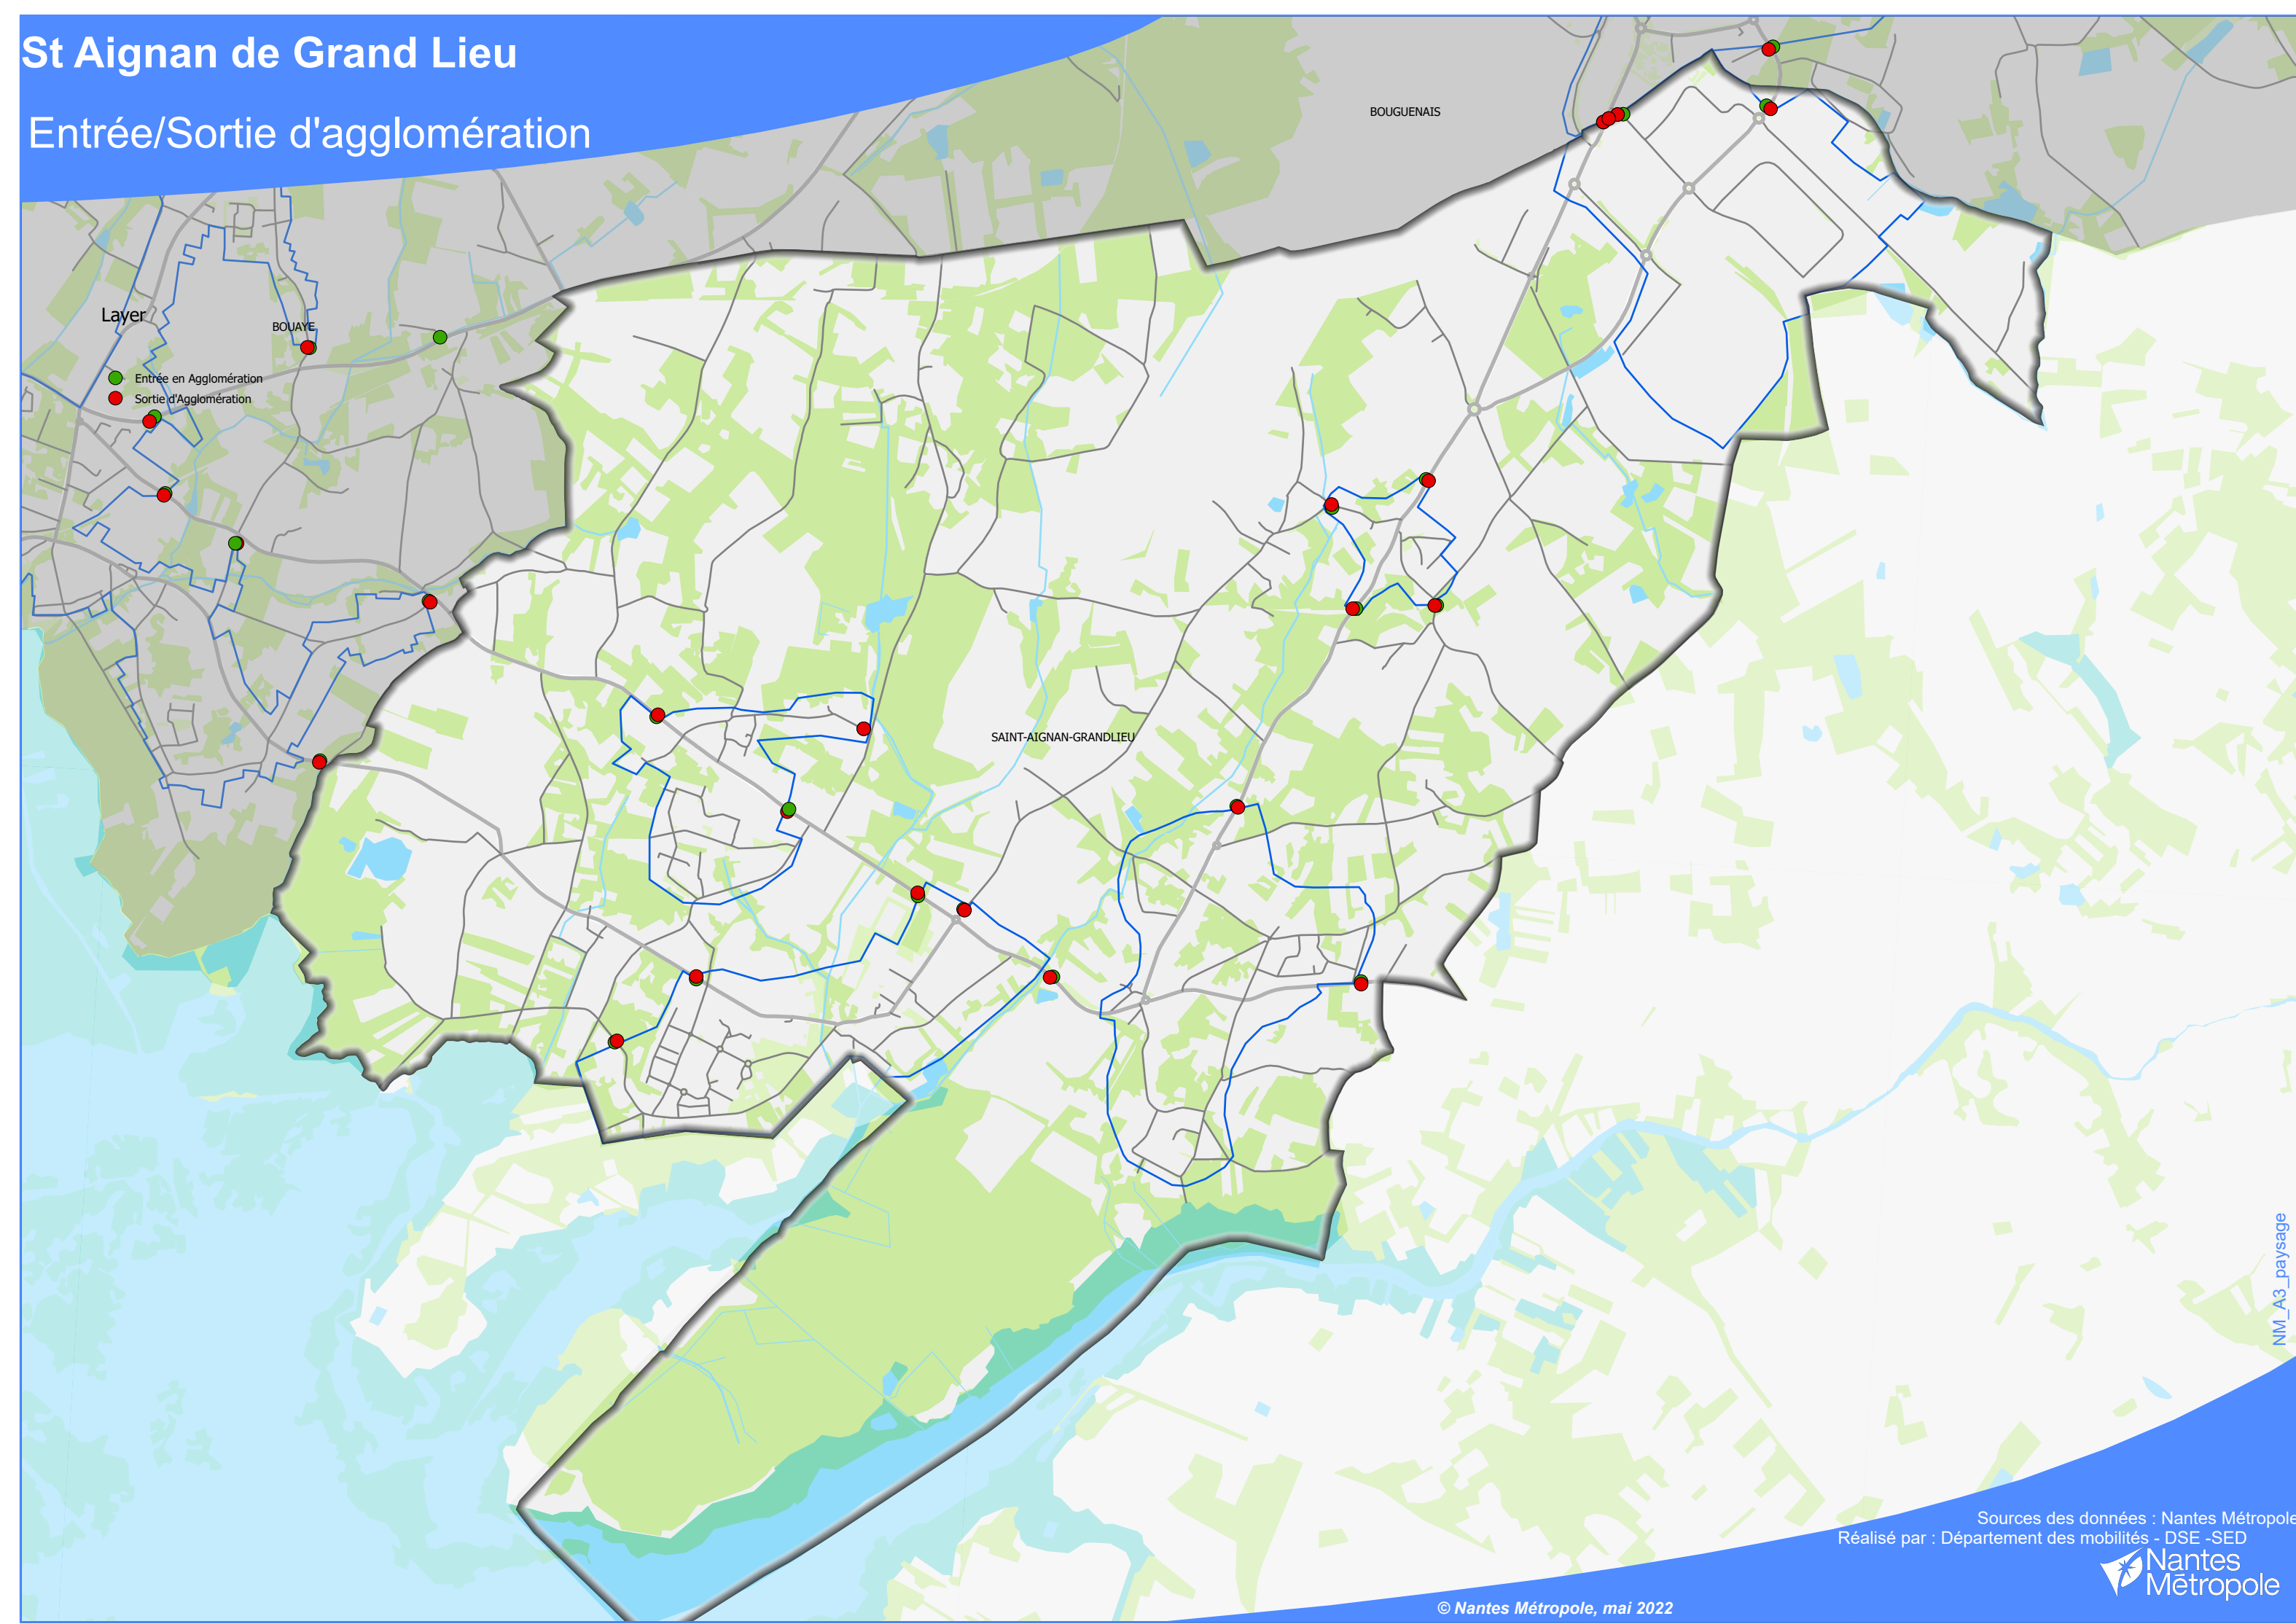 St Aignan de Grand Lieu
Entrée/Sortie d'agglomération
BOUGUENAIS
Layer
BOUAYE
Entrée en Agglomération
Sortie d'Agglomération
SAINT-AIGNAN-GRANDLIEU
NM_A3_paysage
Sources des données : Nantes Métropole
Réalisé par : Département des mobilités - DSE -SED
Nantes
Métropole
© Nantes Métropole, mai 2022